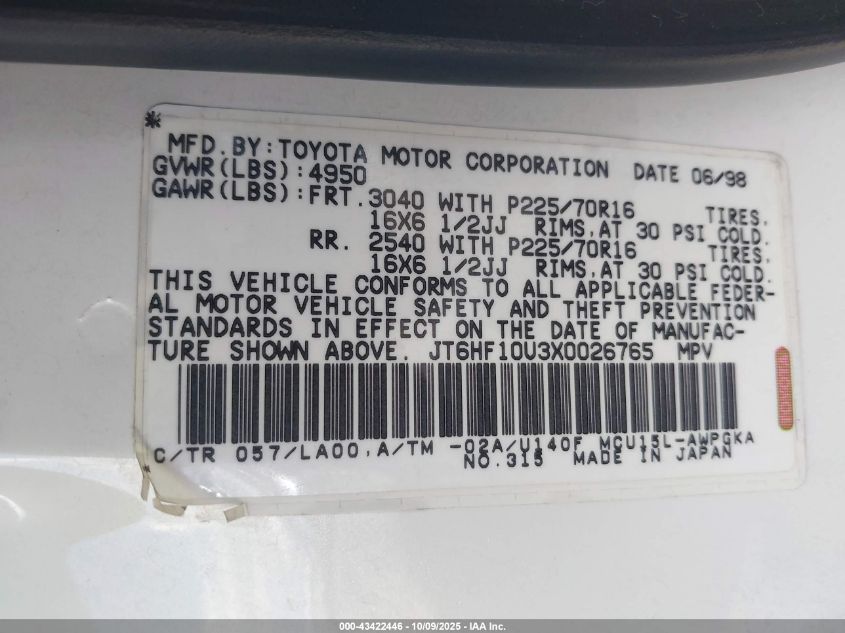 *
MFD.BY:TOYOTA MOTOR CORPORATION DATE 06/98
GVWR(LBS):4950
GAWR(LBS):FRT.3040 WITH P225/70R16 TIRES.
16X6 1/2JJ RIMS,AT 30 PSI COLD.
RR. 2540 WITH P225/70R16 TIRES.
16X6 1/2JJ RIMS,AT 30 PSI COLD.
THIS VEHICLE CONFORMS TO ALL APPLICABLE FEDER-
AL MOTOR VEHICLE SAFETY AND THEFT PREVENTION
STANDARDS IN EFFECT ON THE DATE OF MANUFAC-
TURE SHOWN ABOVE. JT6HF10U3X0026765 MPV
C/TR 057/LA00,A/TM -02A/U140F MCU15L-AWPGKA
NO.315 MADE IN JAPAN
000-43422446 - 10/09/2025 - IAA Inc.